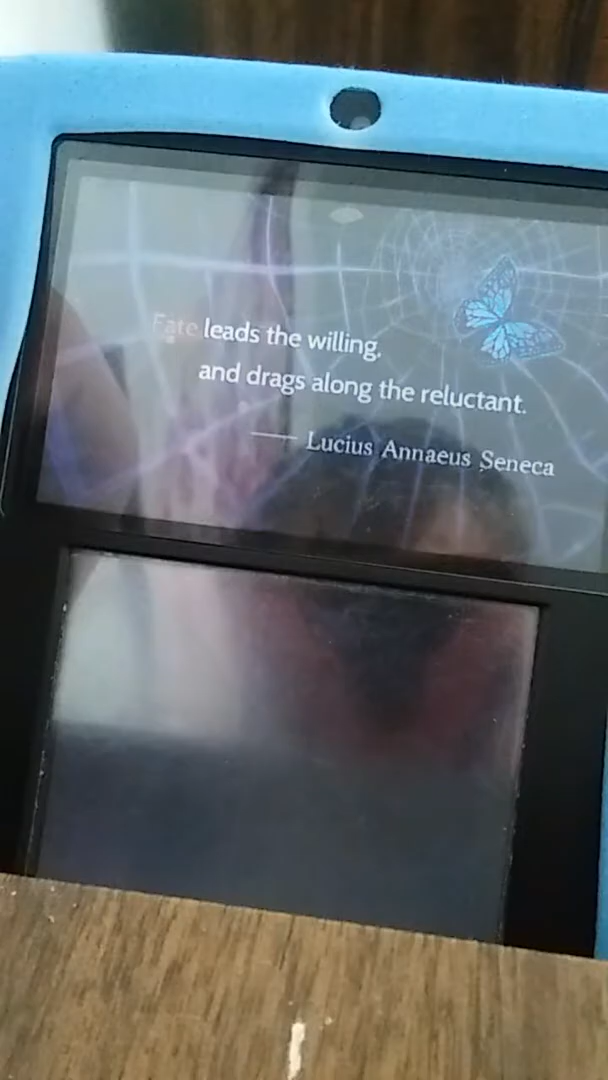 Fate leads the willing,
and drags along the reluctant.
— Lucius Annaeus Seneca